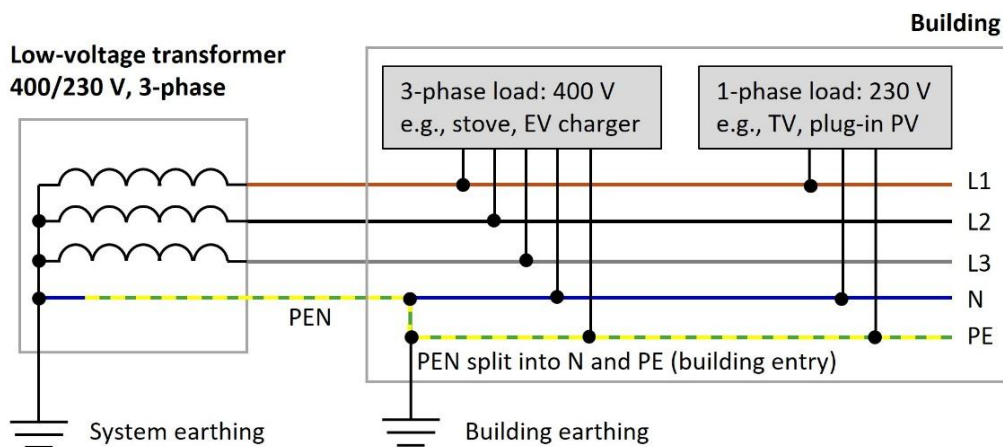 Building
Low-voltage transformer
400/230 V, 3-phase
3-phase load: 400 V
e.g., stove, EV charger
1-phase load: 230 V
e.g., TV, plug-in PV
L1
L2
L3
N
PEN
PE
PEN split into N and PE (building entry)
System earthing
Building earthing